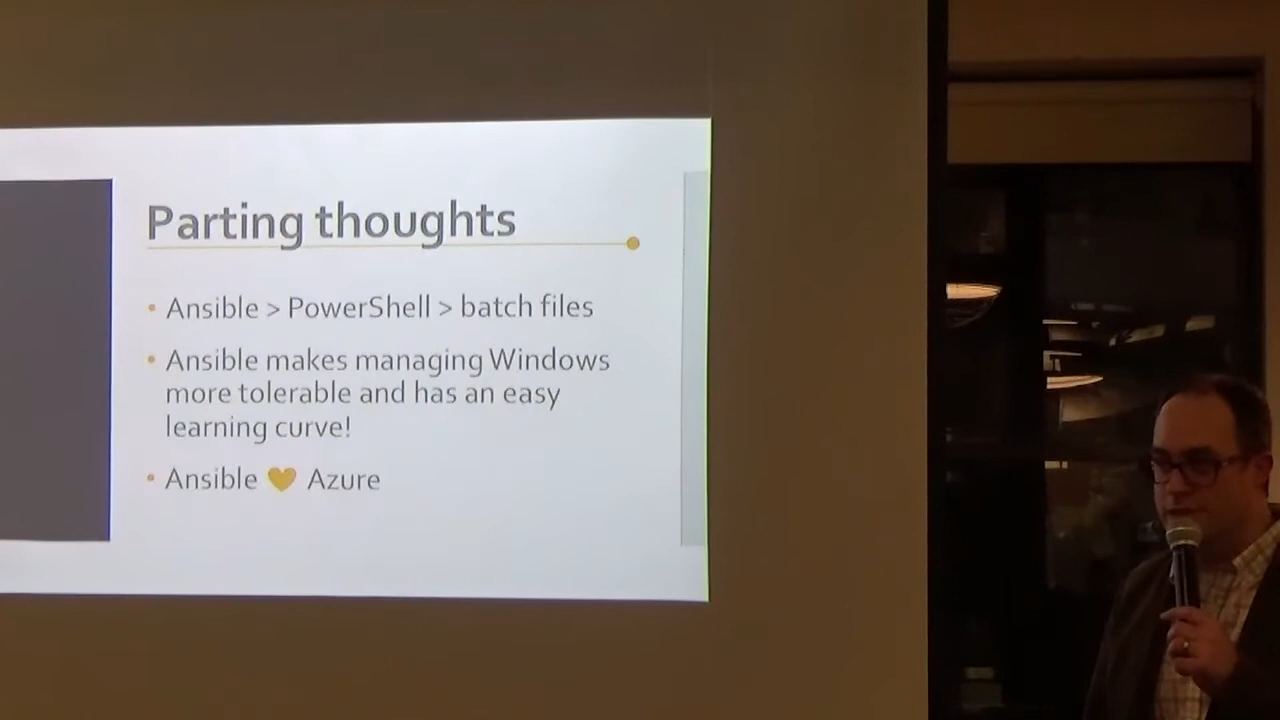 Parting thoughts
• Ansible > PowerShell > batch files
• Ansible makes managing Windows
more tolerable and has an easy
learning curve!
• Ansible 💛 Azure